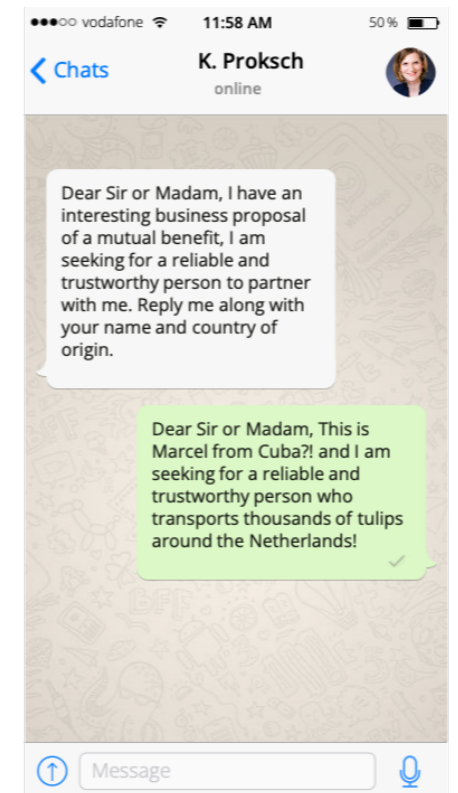 vodafone 11:58 AM 50 %
Chats K. Proksch
online
Dear Sir or Madam, I have an
interesting business proposal
of a mutual benefit, I am
seeking for a reliable and
trustworthy person to partner
with me. Reply me along with
your name and country of
origin.
Dear Sir or Madam, This is
Marcel from Cuba?! and I am
seeking for a reliable and
trustworthy person who
transports thousands of tulips
around the Netherlands!
Message